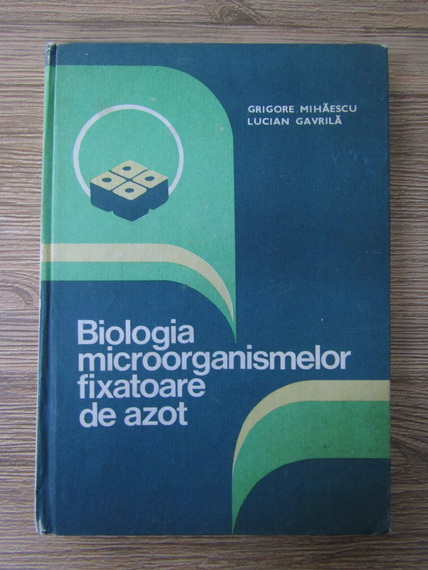 GRIGORE MIHĂESCU
LUCIAN GAVRILĂ
Biologia
microorganismelor
fixatoare
de azot